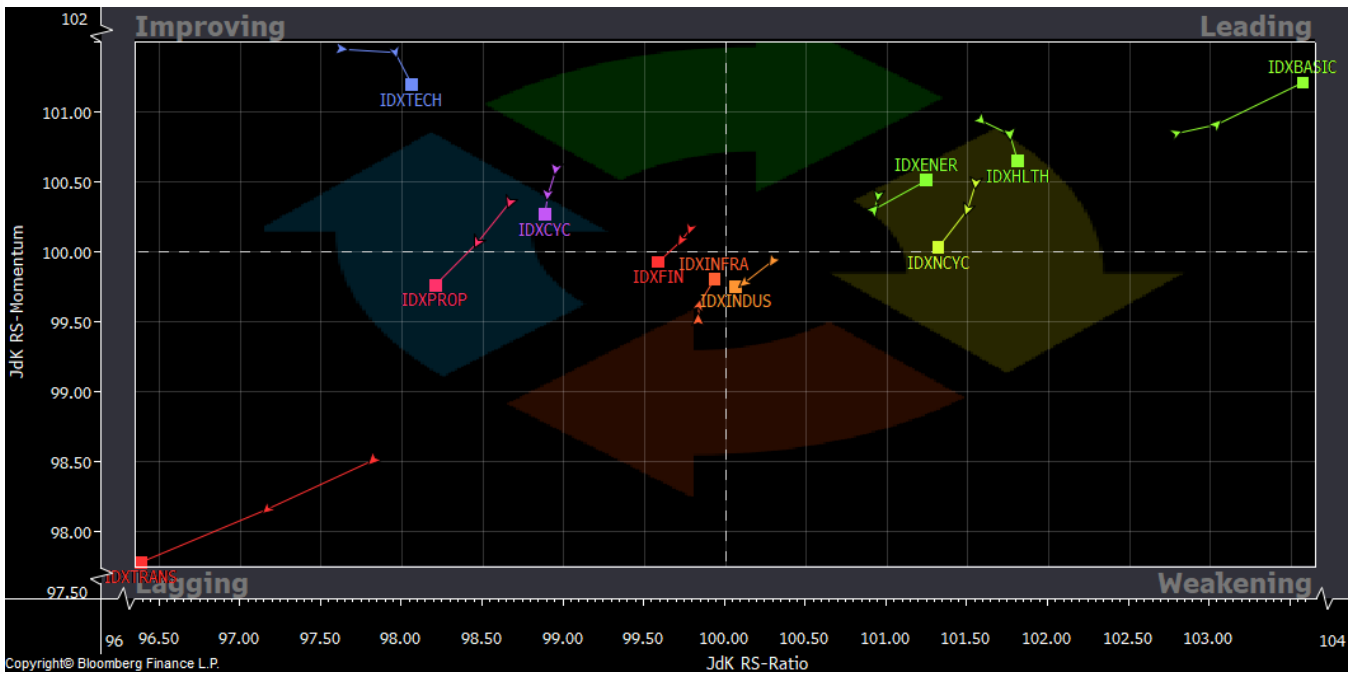 102
Improving
Leading
IDXBASIC
IDXTECH
101.00
100.50
IDXENER
IDXHLTH
IDXCYC
100.00
IDXNCYC
IDXFIN
IDXINFRA
IDXPROP
IDXINDUS
99.50
99.00
98.50
98.00
97.50
IDXTRANS
Lagging
Weakening
JdK RS-Momentum
96 96.50 97.00 97.50 98.00 98.50 99.00 99.50 100.00 100.50 101.00 101.50 102.00 102.50 103.00 104
JdK RS-Ratio
Copyright© Bloomberg Finance L.P.